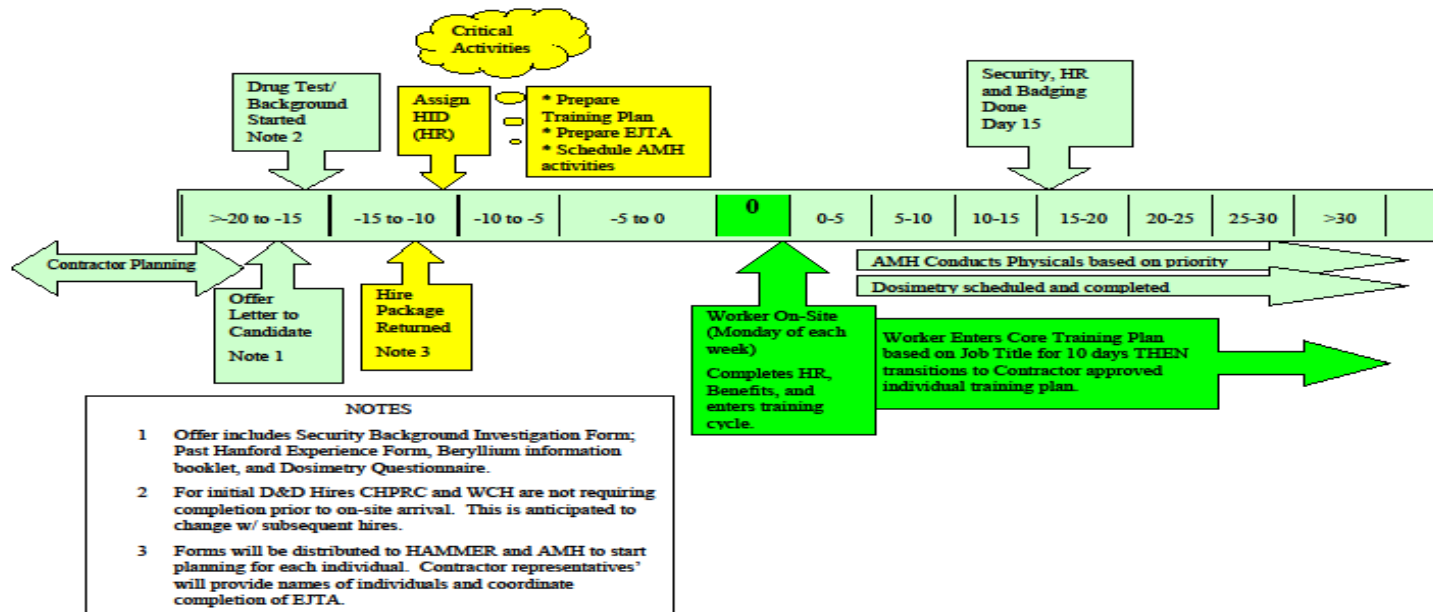 Critical
Activities
Drug Test/
Background
Started
Note 2
Assign
HID
(HR)
* Prepare
Training Plan
* Prepare EJTA
* Schedule AMH
activities
Security, HR
and Badging
Done
Day 15
>-20 to -15
-15 to -10
-10 to -5
-5 to 0
0
0-5
5-10
10-15
15-20
20-25
25-30
>30
Contractor Planning
Offer
Letter to
Candidate
Note 1
Hire
Package
Returned
Note 3
Worker On-Site
(Monday of each
week)
Completes HR,
Benefits, and
enters training
cycle.
AMH Conducts Physicals based on priority
Dosimetry scheduled and completed
Worker Enters Core Training Plan
based on Job Title for 10 days THEN
transitions to Contractor approved
individual training plan.
NOTES
1 Offer includes Security Background Investigation Form;
Past Hanford Experience Form, Beryllium information
booklet, and Dosimetry Questionnaire.
2 For initial D&D Hires CHPRC and WCH are not requiring
completion prior to on-site arrival. This is anticipated to
change w/ subsequent hires.
3 Forms will be distributed to HAMMER and AMH to start
planning for each individual. Contractor representatives'
will provide names of individuals and coordinate
completion of EJTA.